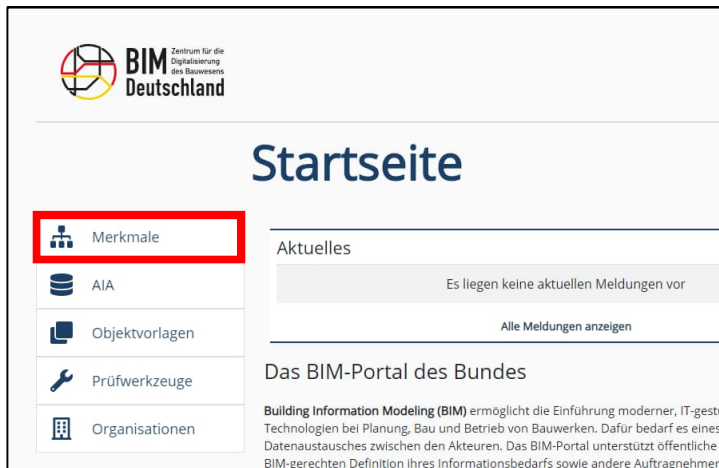 BIM Zentrum für die
Digitalisierung
des Bauwesens
Deutschland
Startseite
Merkmale
AIA
Objektvorlagen
Prüfwerkzeuge
Organisationen
Aktuelles
Es liegen keine aktuellen Meldungen vor
Alle Meldungen anzeigen
Das BIM-Portal des Bundes
Building Information Modeling (BIM) ermöglicht die Einführung moderner, IT-gest
Technologien bei Planung, Bau und Betrieb von Bauwerken. Dafür bedarf es eines
Datenaustausches zwischen den Akteuren. Das BIM-Portal unterstützt öffentliche
BIM-gerechten Definition ihres Informationsbedarfs sowie andere Auftragnehmer